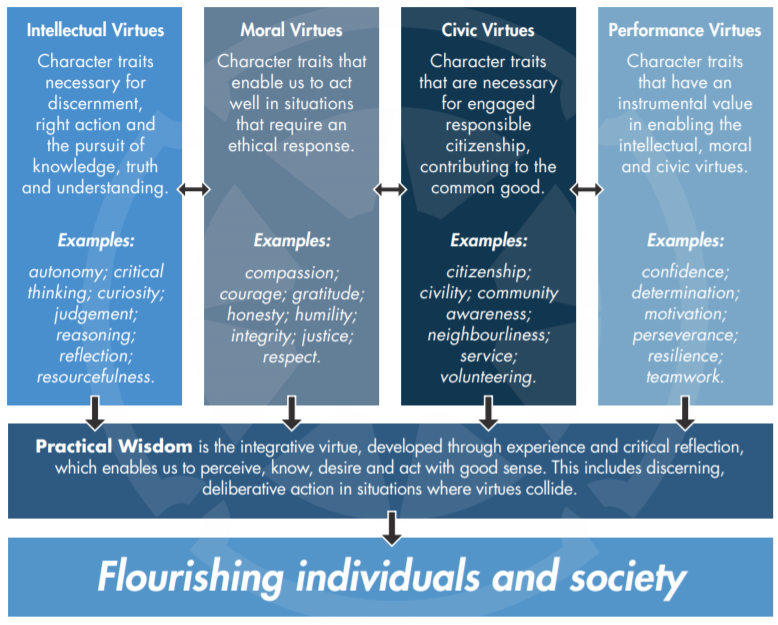 Intellectual Virtues
Character traits
necessary for
discernment,
right action and
the pursuit of
knowledge, truth
and understanding.
Examples:
autonomy; critical
thinking; curiosity;
judgement;
reasoning;
reflection;
resourcefulness.
Moral Virtues
Character traits that
enable us to act
well in situations
that require an
ethical response.
Examples:
compassion;
courage; gratitude;
honesty; humility;
integrity; justice;
respect.
Civic Virtues
Character traits
that are necessary
for engaged
responsible
citizenship,
contributing to the
common good.
Examples:
citizenship;
civility; community
awareness;
neighbourliness;
service;
volunteering.
Performance Virtues
Character traits
that have an
instrumental value
in enabling the
intellectual, moral
and civic virtues.
Examples:
confidence;
determination;
motivation;
perseverance;
resilience;
teamwork.
Practical Wisdom is the integrative virtue, developed through experience and critical reflection,
which enables us to perceive, know, desire and act with good sense. This includes discerning,
deliberative action in situations where virtues collide.
Flourishing individuals and society